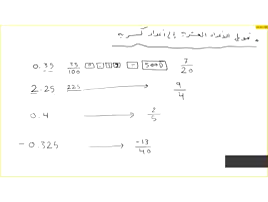 تحويل الأعداد العشرية إلى أعداد كسرية
0.35 35/100 = S⇔D 7/20
2.25 225 → 9/4
0.4 → 2/5
-0.325 → -13/40